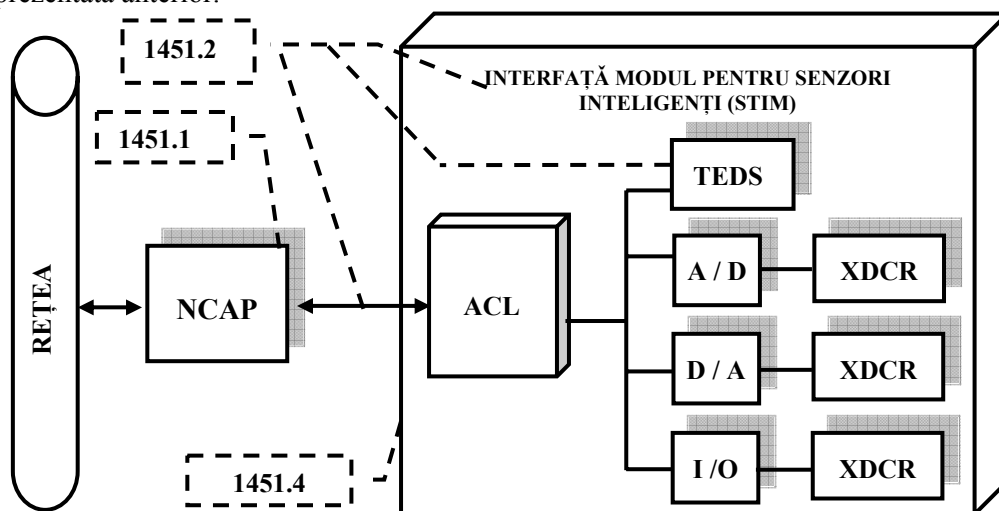 prezentată anterior.
1451.2
INTERFAȚĂ MODUL PENTRU SENZORI
INTELIGENȚI (STIM)
1451.1
TEDS
A / D
XDCR
REȚEA
NCAP
ACL
D / A
XDCR
1451.4
I /O
XDCR